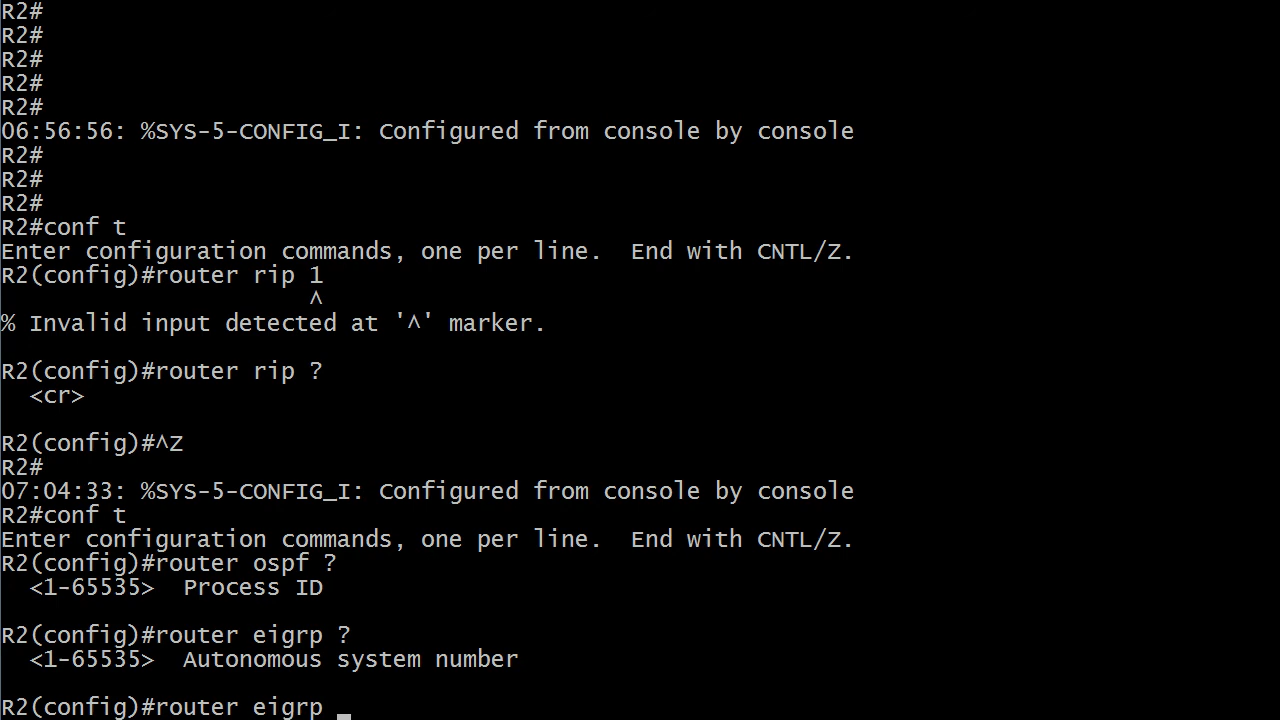 R2#
R2#
R2#
R2#
R2#
06:56:56: %SYS-5-CONFIG_I: Configured from console by console
R2#
R2#
R2#
R2#conf t
Enter configuration commands, one per line.  End with CNTL/Z.
R2(config)#router rip 1
                      ^
% Invalid input detected at '^' marker.

R2(config)#router rip ?
  <cr>

R2(config)#^Z
R2#
07:04:33: %SYS-5-CONFIG_I: Configured from console by console
R2#conf t
Enter configuration commands, one per line.  End with CNTL/Z.
R2(config)#router ospf ?
  <1-65535>  Process ID

R2(config)#router eigrp ?
  <1-65535>  Autonomous system number

R2(config)#router eigrp